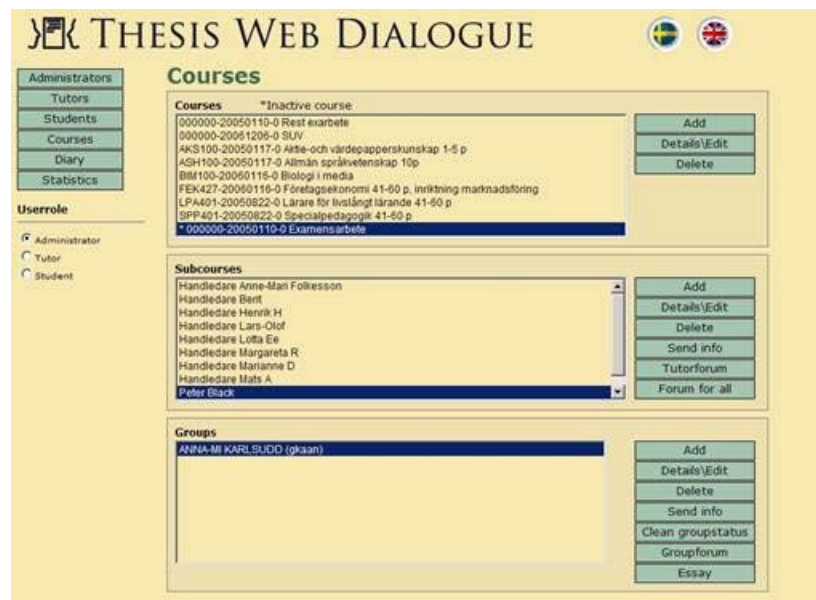 THESIS WEB DIALOGUE
Administrators
Tutors
Students
Courses
Diary
Statistics
Userrole
Administrator
Tutor
Student
Courses
Courses *Inactive course
000000-20050110-0 Rest exarbete
000000-20061206-0 SUV
AKS100-20050117-0 Aktie-och värdepapperskunskap 1-5 p
ASH100-20050117-0 Allmän språkvetenskap 10p
BIM100-20060116-0 Biologi i media
FEK427-20060116-0 Företagsekonomi 41-60 p, inriktning marknadsföring
LPA401-20050822-0 Lärare för livslångt lärande 41-60 p
SPP401-20050822-0 Specialpedagogik 41-60 p
* 000000-20050110-0 Examensarbete
Add
Details\Edit
Delete
Subcourses
Handledare Anne-Mari Folkesson
Handledare Berit
Handledare Henrik H
Handledare Lars-Olof
Handledare Lotta Ee
Handledare Margareta R
Handledare Marianne D
Handledare Mats A
Peter Black
Add
Details\Edit
Delete
Send info
Tutorforum
Forum for all
Groups
ANNA-MI KARLSUDD (gkaan)
Add
Details\Edit
Delete
Send info
Clean groupstatus
Groupforum
Essay